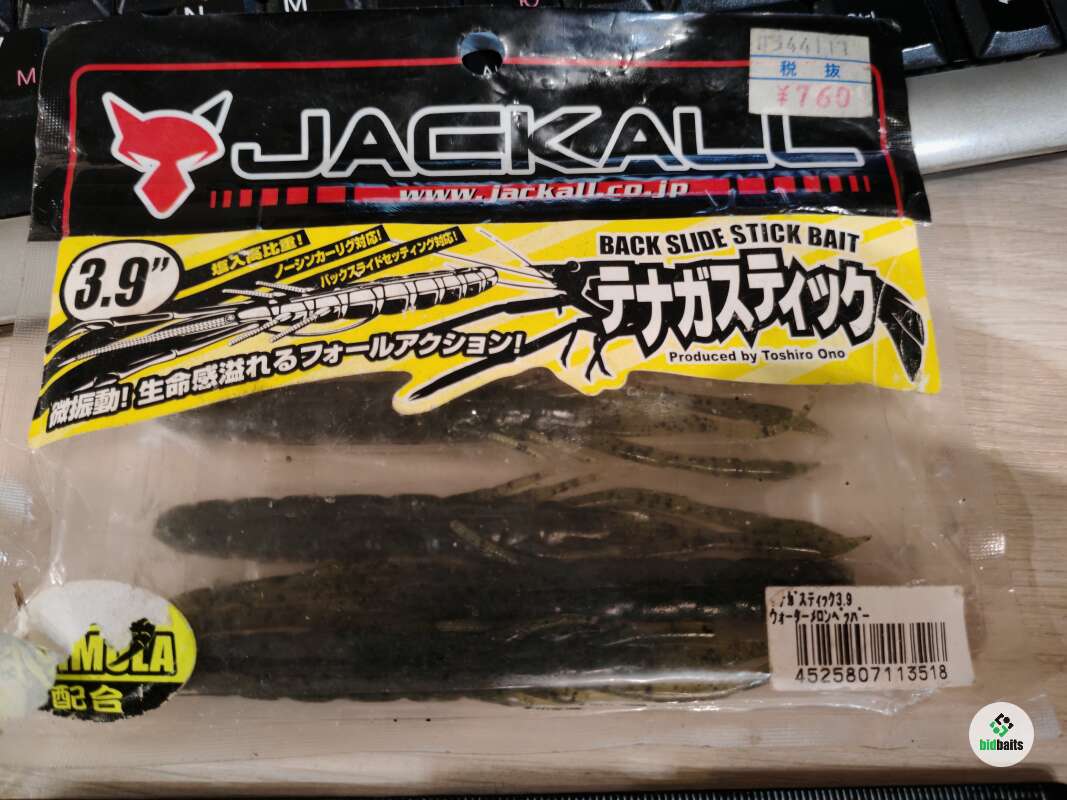 M
N
M
Ю
Ctrl
税抜
¥760
JACKALL
www.jackall.co.jp
3.9"
塩入高比重!
ノーシンカーリグ対応!
バックスライドセッティング対応!
BACK SLIDE STICK BAIT
テナガスティック
Produced by Toshiro Ono
微振動!生命感溢れるフォールアクション!
配合
スティック3.9
ウォーターメロンペッパー
4525807113518
bidbaits